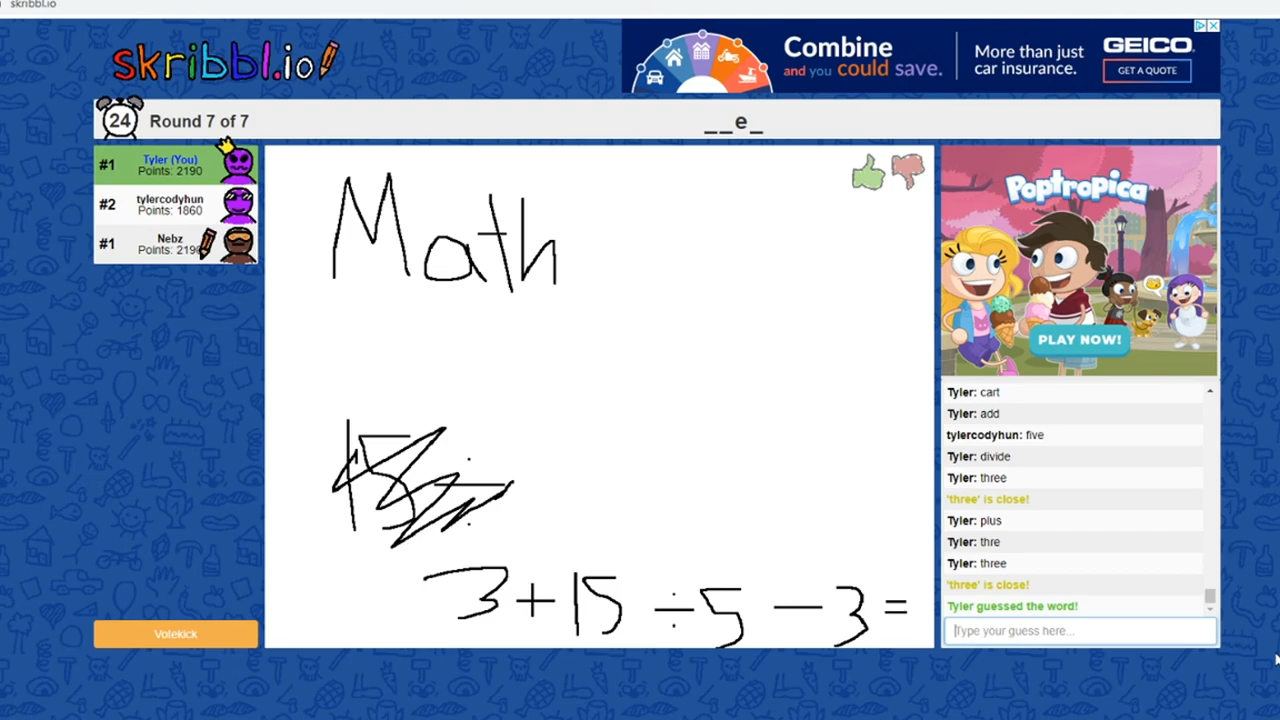 skribbl.io
skribbl.io
Combine
and you could save.
More than just
car insurance.
GEICO
GET A QUOTE
24
Round 7 of 7
__e_
#1
Tyler (You)
Points: 2190
#2
tylercodyhun
Points: 1860
#1
Nebz
Points: 219
Math
3+15÷5-3=
Poptropica
PLAY NOW!
Tyler: cart
Tyler: add
tylercodyhun: five
Tyler: divide
Tyler: three
'three' is close!
Tyler: plus
Tyler: thre
Tyler: three
'three' is close!
Tyler guessed the word!
Type your guess here...
Votekick